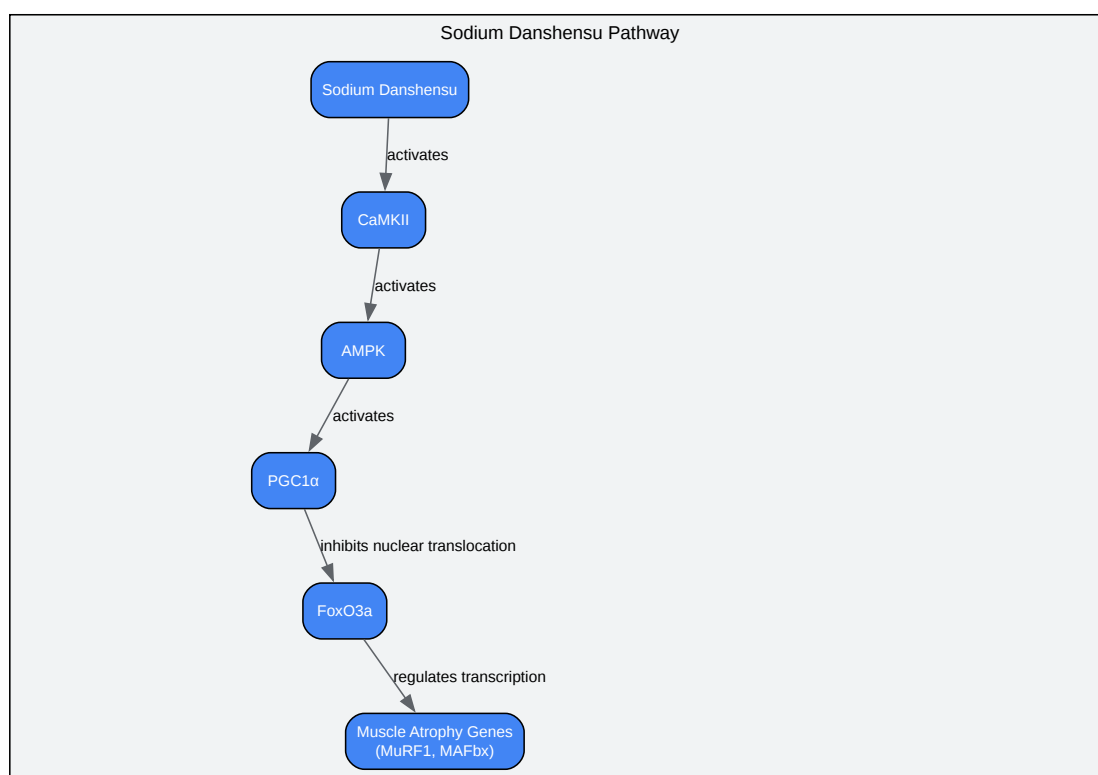 Sodium Danshensu Pathway
Sodium Danshensu
activates
CaMKII
activates
AMPK
activates
PGC1α
inhibits nuclear translocation
FoxO3a
regulates transcription
Muscle Atrophy Genes
(MuRF1, MAFbx)